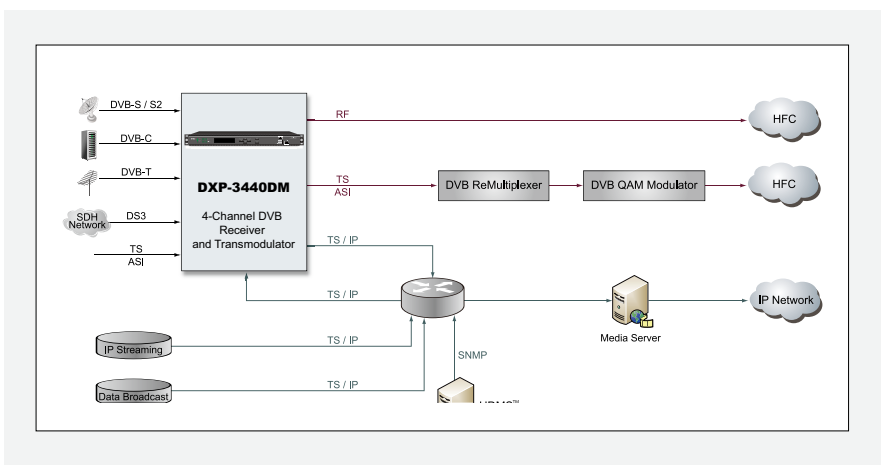 DVB-S / S2
DVB-C
DVB-T
SDH
Network
DS3
TS
ASI
DXP-3440DM
4-Channel DVB
Receiver
and Transmodulator
RF
HFC
TS
ASI
DVB ReMultiplexer
DVB QAM Modulator
HFC
TS / IP
TS / IP
IP Streaming
TS / IP
Data Broadcast
TS / IP
SNMP
Media Server
IP Network